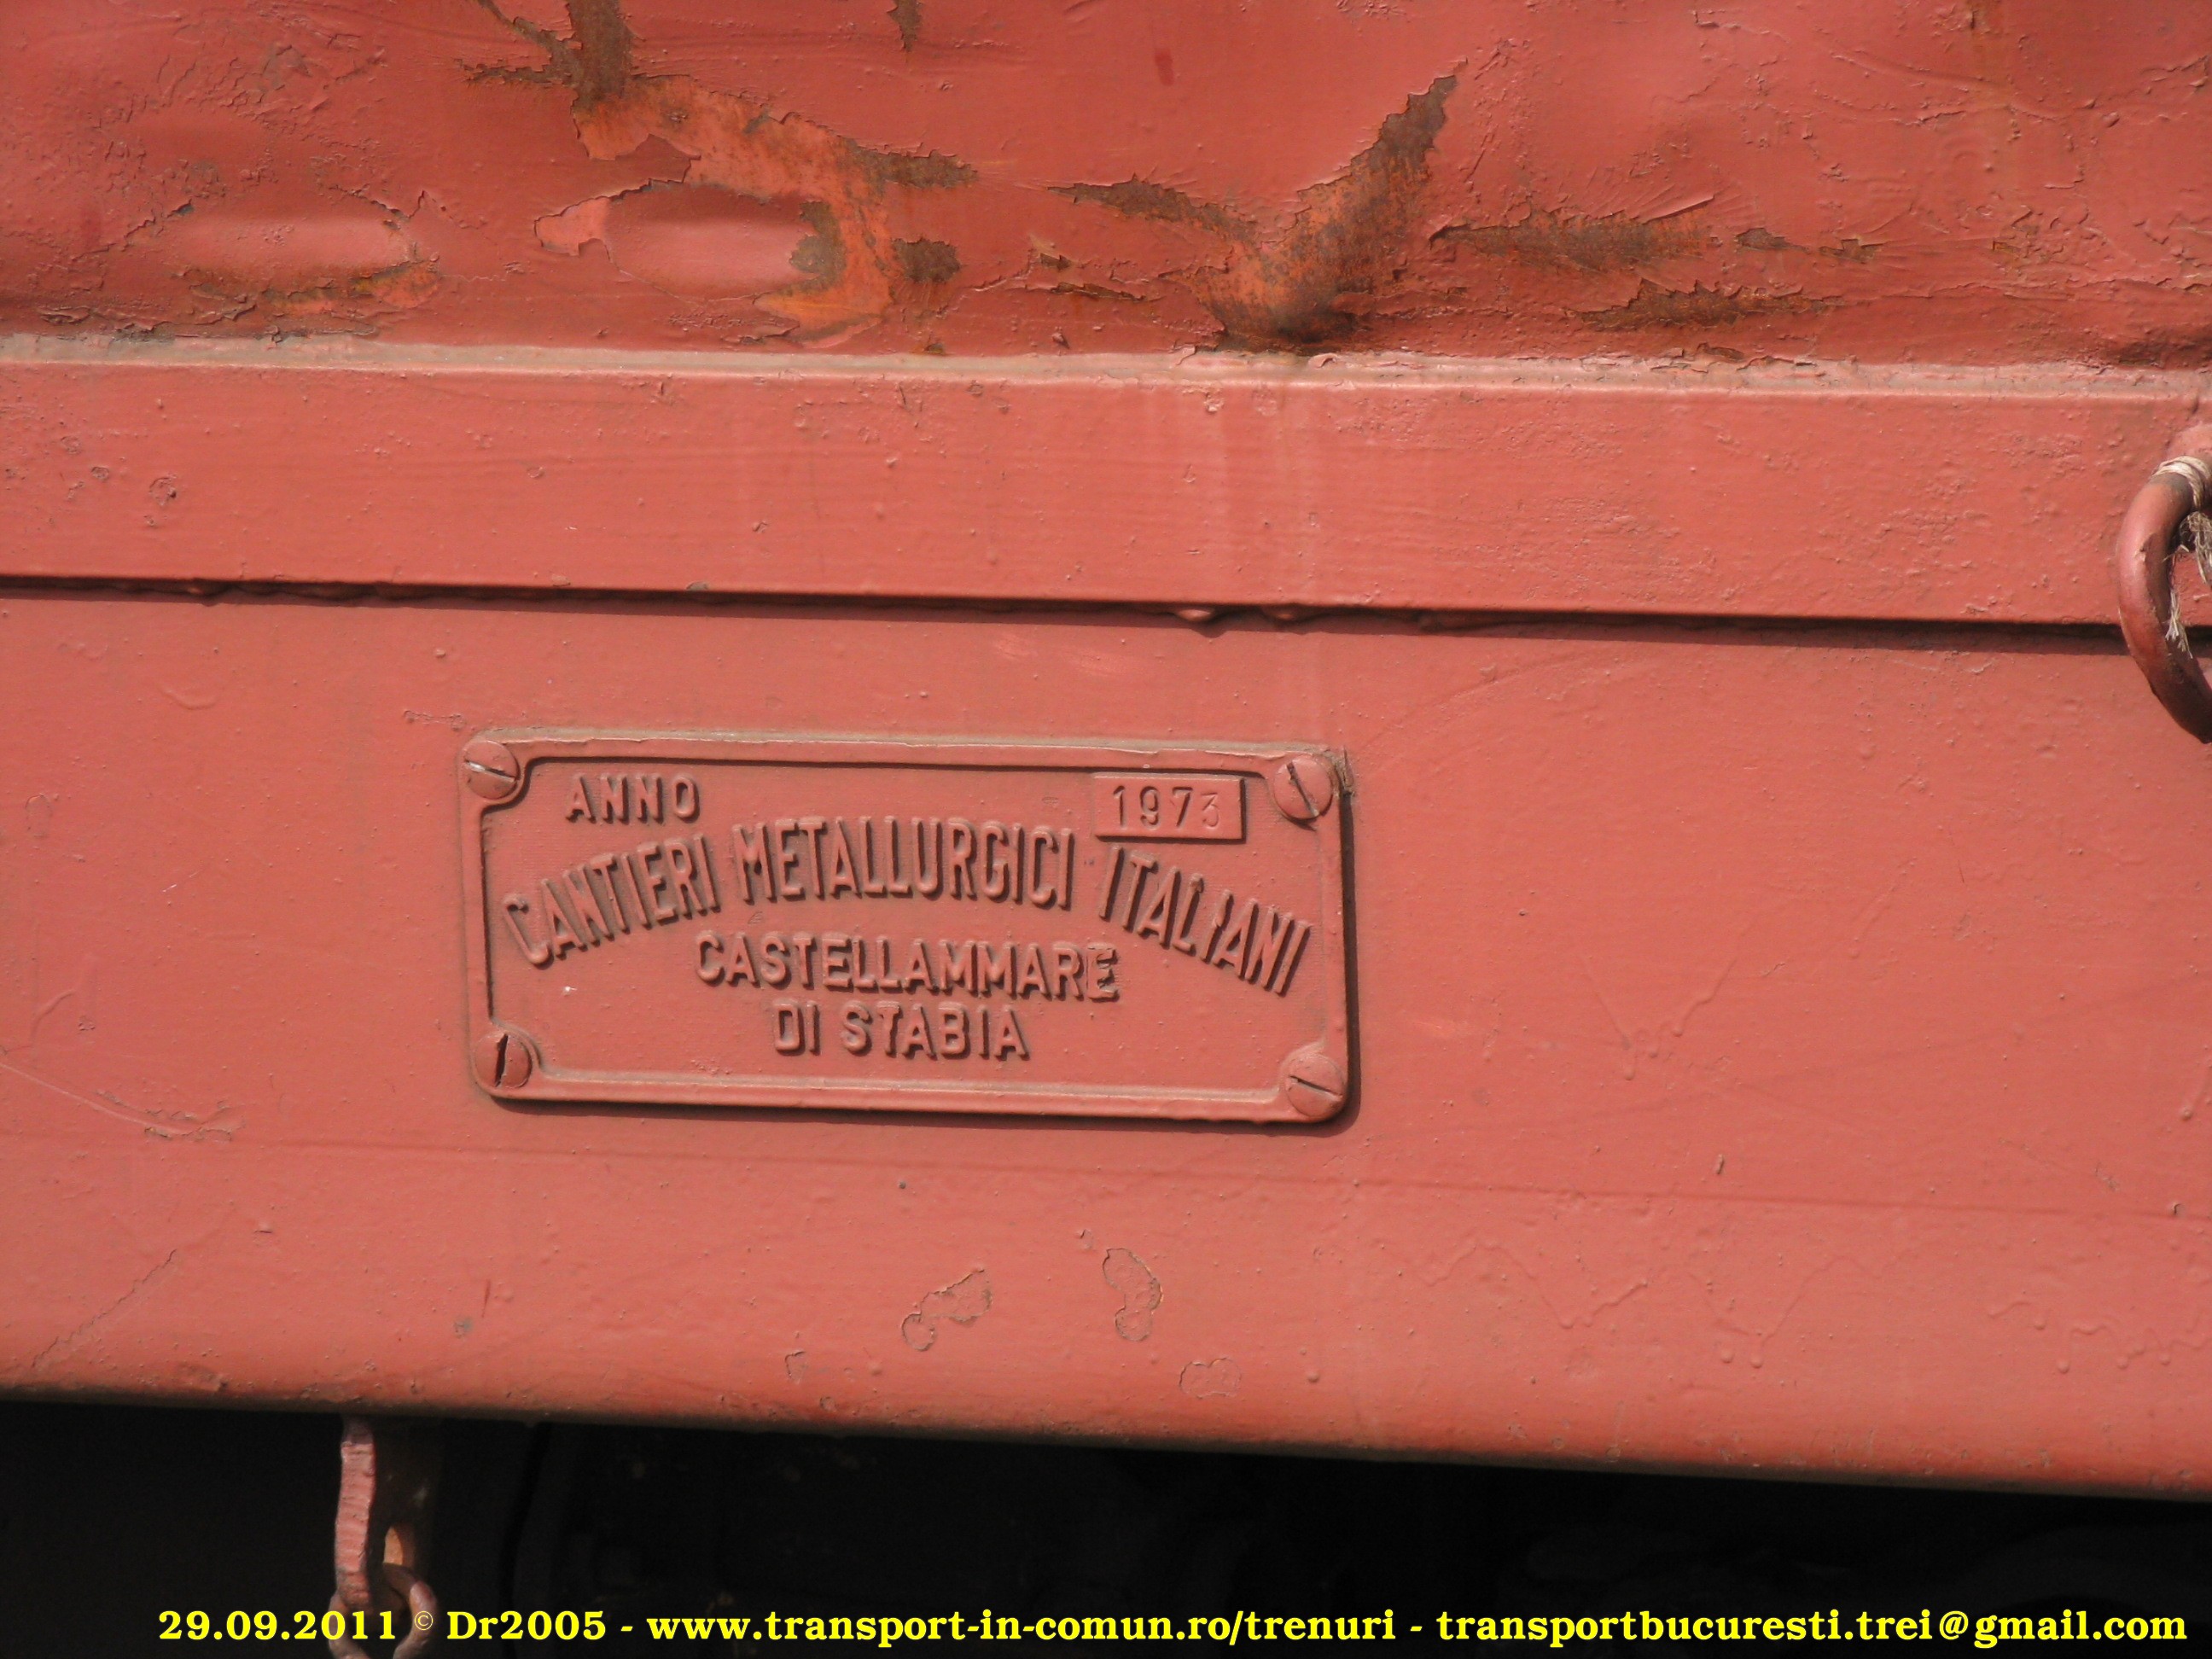 ANNO 1973
CANTIERI METALLURGICI ITALIANI
CASTELLAMMARE
DI STABIA
29.09.2011 © Dr2005 - www.transport-in-comun.ro/trenuri - transportbucuresti.trei@gmail.com